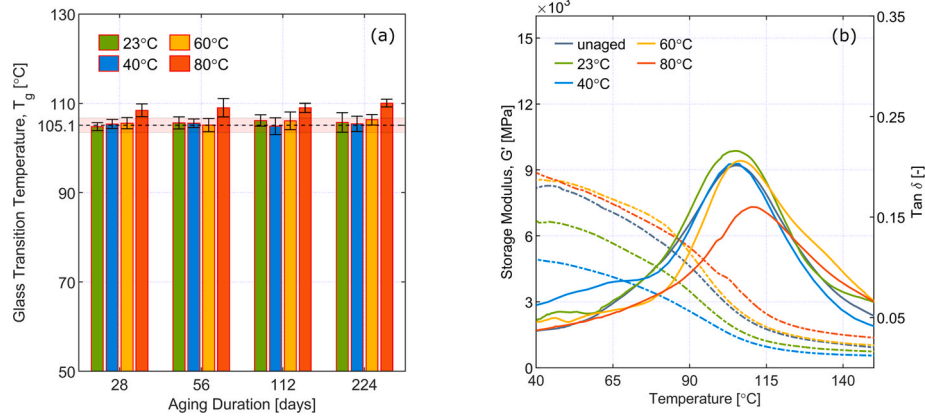 (a)
Glass Transition Temperature, T_g [°C]
130
110
105.1
90
70
50
23°C
60°C
40°C
80°C
28
56
112
224
Aging Duration [days]
(b)
×10³
Storage Modulus, G' [MPa]
15
12
9
6
3
0
unaged
60°C
23°C
80°C
40°C
0.35
0.25
0.15
0.05
Tan δ [-]
40
65
90
115
140
Temperature [°C]